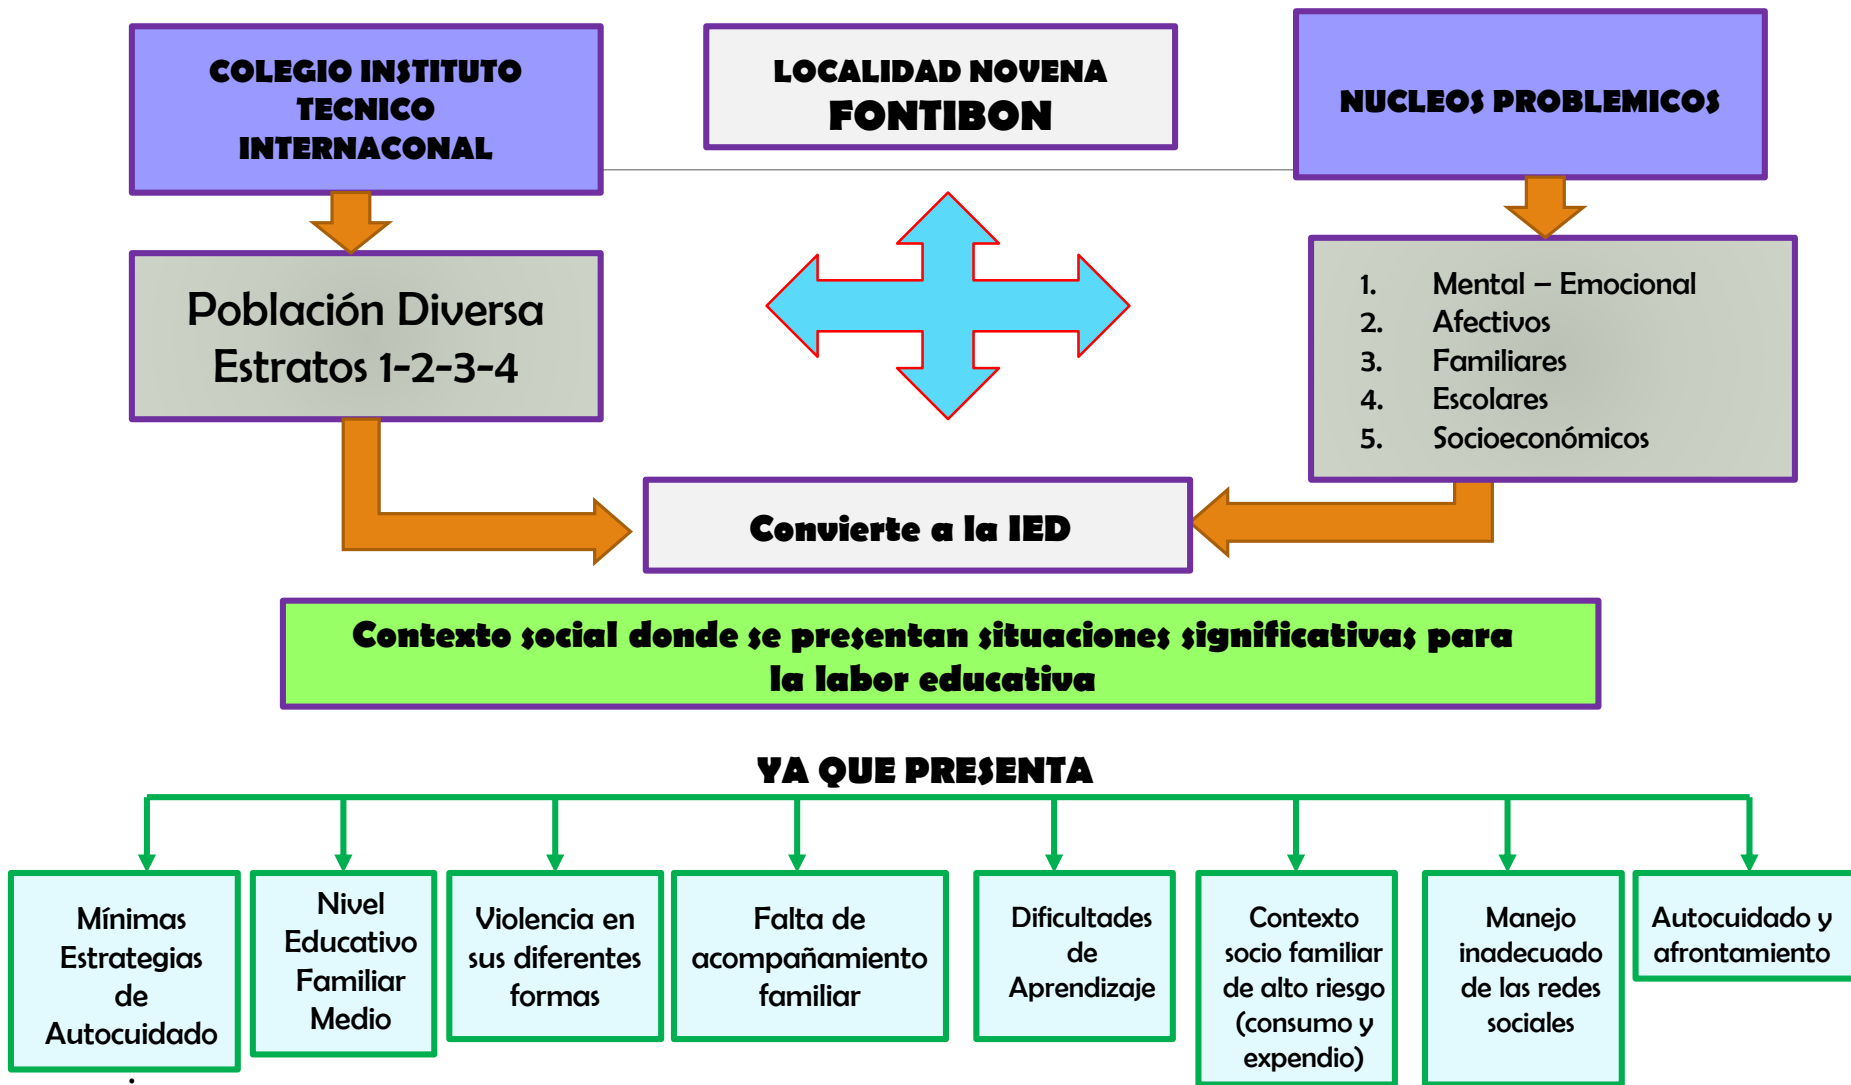 COLEGIO INSTITUTO
TECNICO
INTERNACONAL
LOCALIDAD NOVENA
FONTIBON
NUCLEOS PROBLEMICOS
Población Diversa
Estratos 1-2-3-4
1. Mental – Emocional
2. Afectivos
3. Familiares
4. Escolares
5. Socioeconómicos
Convierte a la IED
Contexto social donde se presentan situaciones significativas para
la labor educativa
YA QUE PRESENTA
Mínimas
Estrategias
de
Autocuidado
.
Nivel
Educativo
Familiar
Medio
Violencia en
sus diferentes
formas
Falta de
acompañamiento
familiar
Dificultades
de
Aprendizaje
Contexto
socio familiar
de alto riesgo
(consumo y
expendio)
Manejo
inadecuado
de las redes
sociales
Autocuidado y
afrontamiento